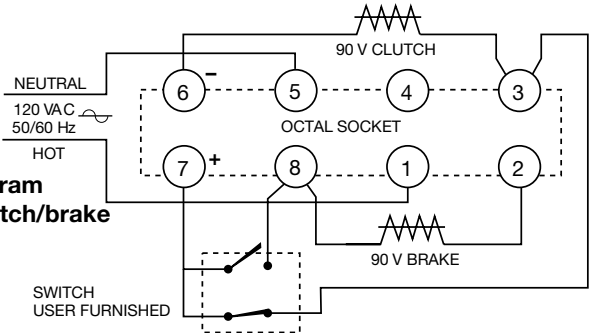 90 V CLUTCH
NEUTRAL
120 VAC
50/60 Hz
HOT
6 – 5 4 3
OCTAL SOCKET
7 + 8 1 2
ram
tch/brake
90 V BRAKE
SWITCH
USER FURNISHED